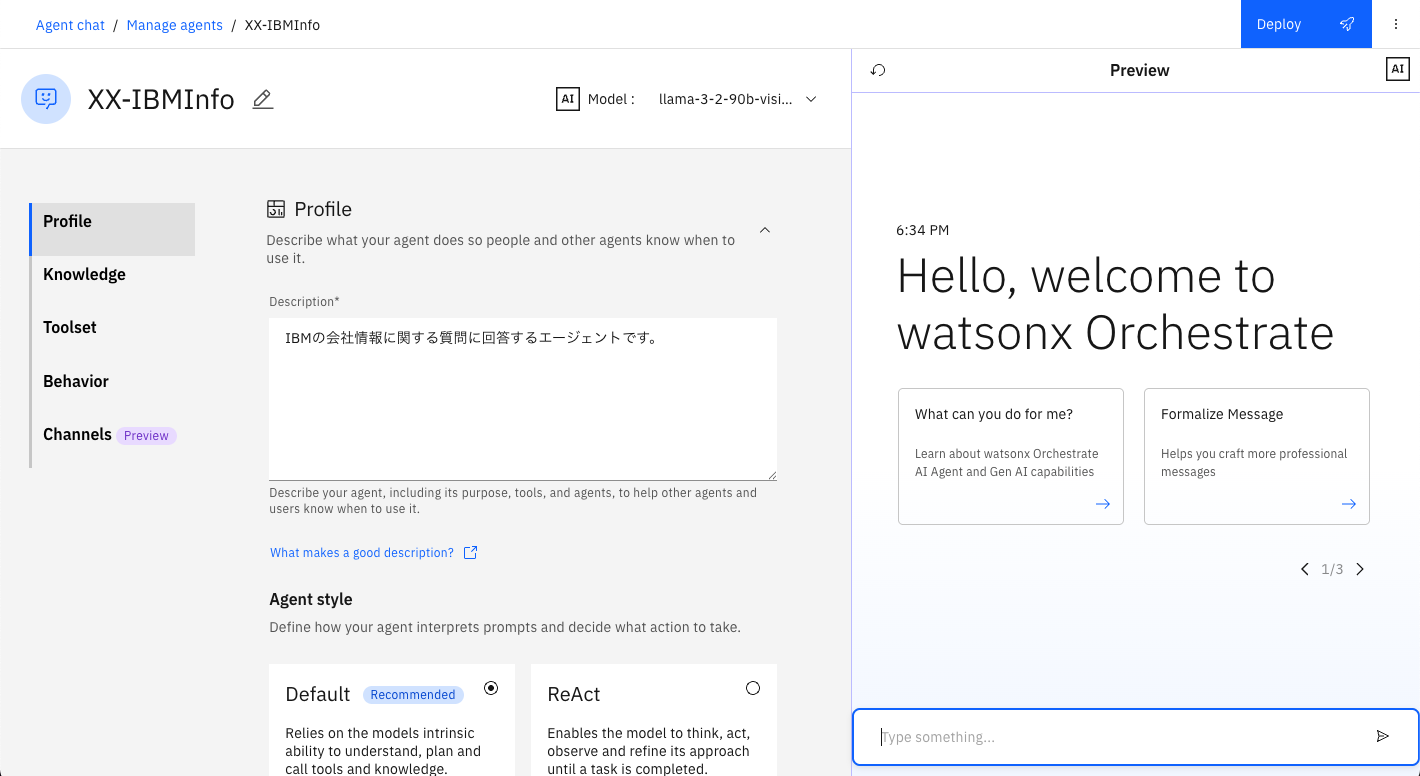 Agent chat / Manage agents / XX-IBMInfo
Deploy
XX-IBMInfo
AI Model : llama-3-2-90b-visi...
Preview
AI
Profile
Knowledge
Toolset
Behavior
Channels Preview
Profile
Describe what your agent does so people and other agents know when to
use it.
Description*
IBMの会社情報に関する質問に回答するエージェントです。
Describe your agent, including its purpose, tools, and agents, to help other agents and
users know when to use it.
What makes a good description?
Agent style
Define how your agent interprets prompts and decide what action to take.
Default Recommended
Relies on the models intrinsic
ability to understand, plan and
call tools and knowledge.
ReAct
Enables the model to think, act,
observe and refine its approach
until a task is completed.
6:34 PM
Hello, welcome to
watsonx Orchestrate
What can you do for me?
Learn about watsonx Orchestrate
AI Agent and Gen AI capabilities
Formalize Message
Helps you craft more professional
messages
1/3
Type something...